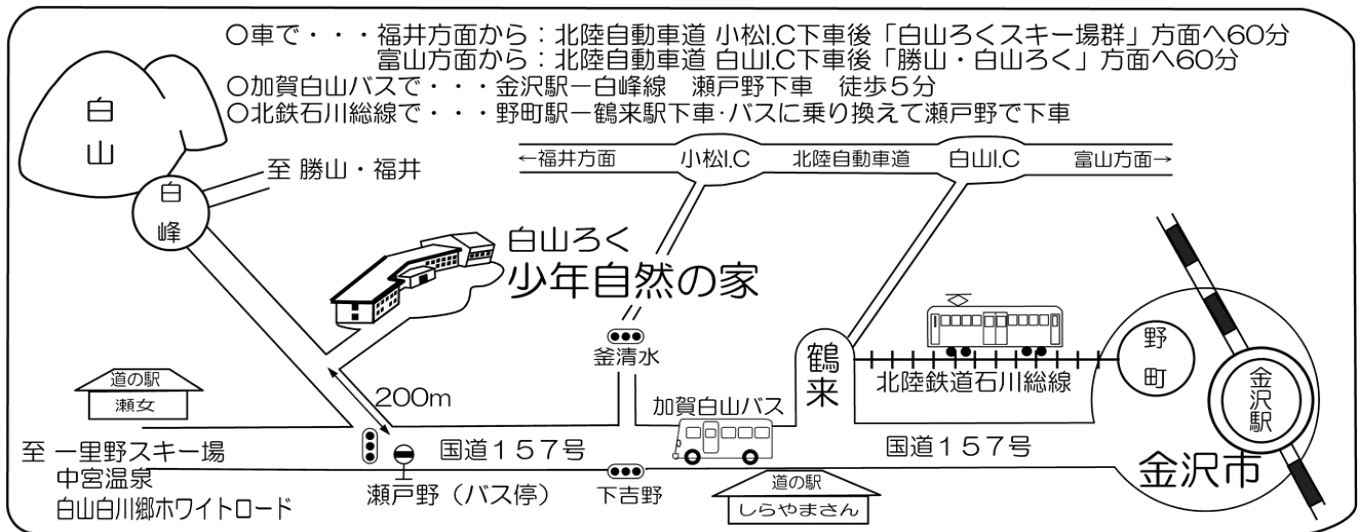 ○車で・・・福井方面から：北陸自動車道 小松I.C下車後「白山ろくスキー場群」方面へ60分
富山方面から：北陸自動車道 白山I.C下車後「勝山・白山ろく」方面へ60分
○加賀白山バスで・・・金沢駅ー白峰線　瀬戸野下車　徒歩５分
○北鉄石川総線で・・・野町駅ー鶴来駅下車・バスに乗り換えて瀬戸野で下車
白山
至 勝山・福井
白峰
←福井方面
小松I.C
北陸自動車道
白山I.C
富山方面→
白山ろく
少年自然の家
釜清水
鶴来
野町
北陸鉄道石川総線
金沢駅
道の駅
瀬女
200m
加賀白山バス
至 一里野スキー場
中宮温泉
白山白川郷ホワイトロード
国道１５７号
国道１５７号
瀬戸野（バス停）
下吉野
道の駅
しらやまさん
金沢市